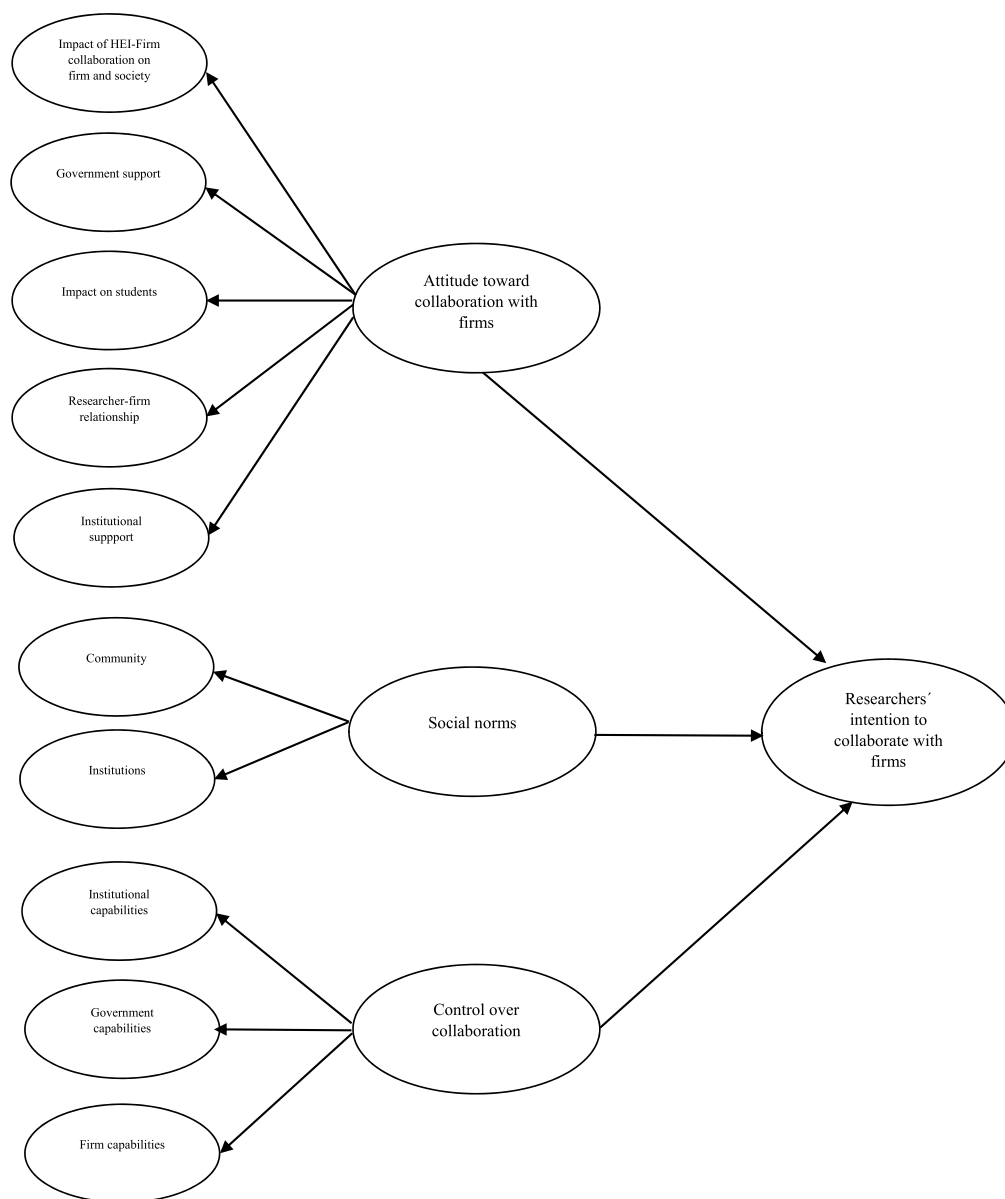 Impact of HEI-Firm
collaboration on
firm and society
Government support
Impact on students
Researcher-firm
relationship
Institutional
suppport
Attitude toward
collaboration with
firms
Community
Institutions
Social norms
Researchers´
intention to
collaborate with
firms
Institutional
capabilities
Government
capabilities
Firm capabilities
Control over
collaboration